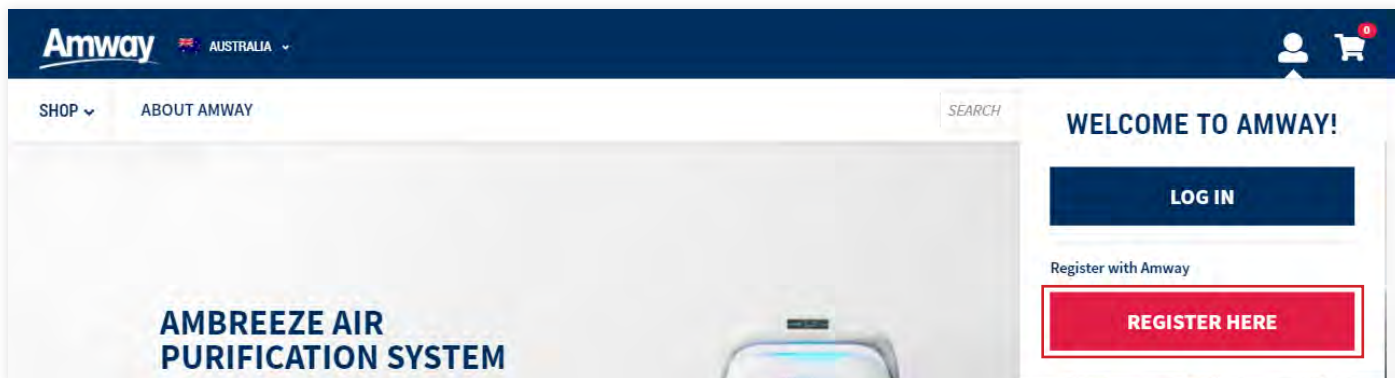 Amway AUSTRALIA 0
SHOP ABOUT AMWAY SEARCH
WELCOME TO AMWAY!
LOG IN
Register with Amway
REGISTER HERE
AMBREEZE AIR
PURIFICATION SYSTEM